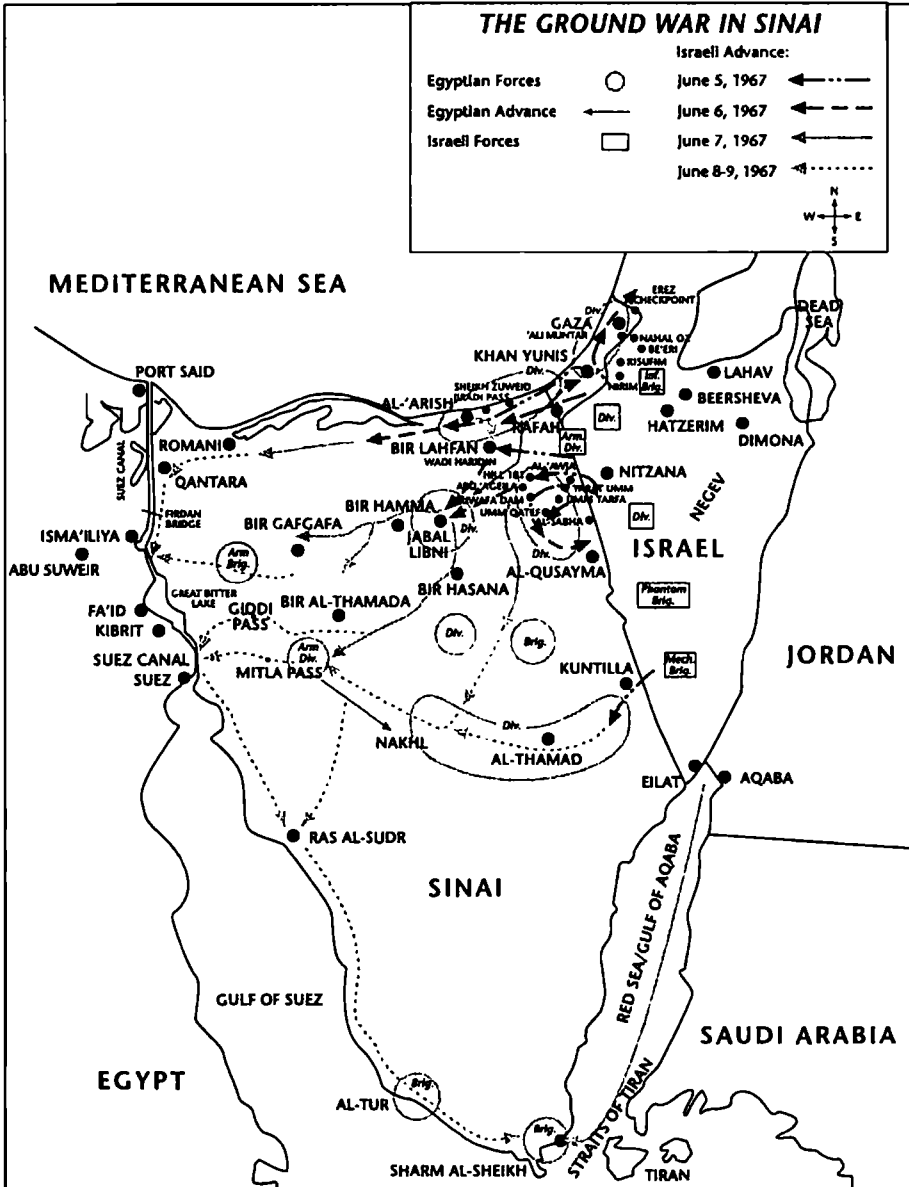 THE GROUND WAR IN SINAI
Israeli Advance:
Egyptian Forces
June 5, 1967
Egyptian Advance
June 6, 1967
Israeli Forces
June 7, 1967
June 8-9, 1967
N
W E
S
MEDITERRANEAN SEA
EREZ
CHECKPOINT
DEAD
SEA
Div.
GAZA
'ALI MUNTAR
NAHAL OZ
BE'ERI
KHAN YUNIS
KISUFIM
Div.
NIRIM
Inf.
Brig.
LAHAV
PORT SAID
SHEIKH ZUWEID
JIRADI PASS
BEERSHEVA
AL-'ARISH
RAFAH
Div.
HATZERIM
DIMONA
ROMANI
BIR LAHFAN
WADI HARIDIN
Arm.
Div.
SUEZ CANAL
QANTARA
AL-'AWJA
HILL 181
NITZANA
ABU 'AGEILA
TARAT UMM
RUWAFA DAM
UMM TARFA
UMM QATEF
NEGEV
FIRDAN
BRIDGE
BIR HAMMA
BIR GAFGAFA
JABAL
LIBNI
Div.
AL-SABHA
Div.
ISMA'ILIYA
ISRAEL
ABU SUWEIR
Arm
Brig.
Div.
AL-QUSAYMA
BIR HASANA
GREAT BITTER
LAKE
Phantom
Brig.
FA'ID
GIDDI
PASS
BIR AL-THAMADA
KIBRIT
Div.
Brig.
SUEZ CANAL
SUEZ
Arm
Div.
MITLA PASS
KUNTILLA
Mech.
Brig.
JORDAN
Div.
NAKHL
AL-THAMAD
EILAT
AQABA
RAS AL-SUDR
SINAI
RED SEA/GULF OF AQABA
GULF OF SUEZ
SAUDI ARABIA
EGYPT
Brig.
AL-TUR
Brig.
STRAITS OF TIRAN
SHARM AL-SHEIKH
TIRAN